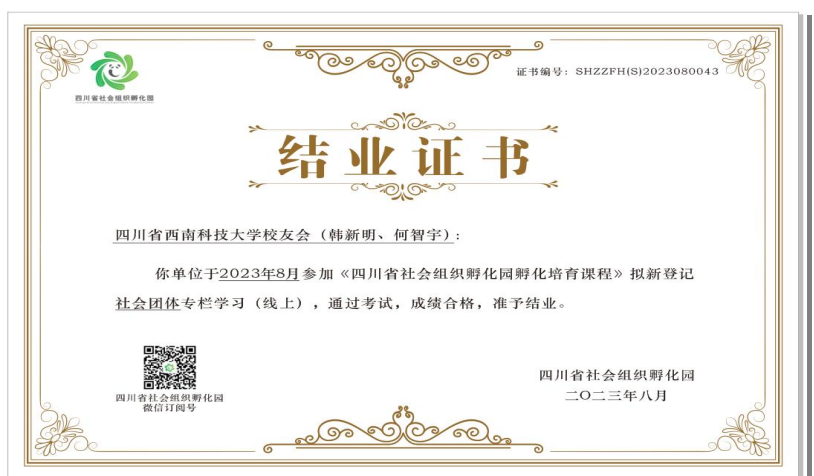 四川省社会组织孵化园
证书编号：SHZZFH(S)2023080043
结业证书
四川省西南科技大学校友会（韩新明、何智宇）：
你单位于2023年8月参加《四川省社会组织孵化园孵化培育课程》拟新登记
社会团体专栏学习（线上），通过考试，成绩合格，准予结业。
四川省社会组织孵化园
微信订阅号
四川省社会组织孵化园
二〇二三年八月